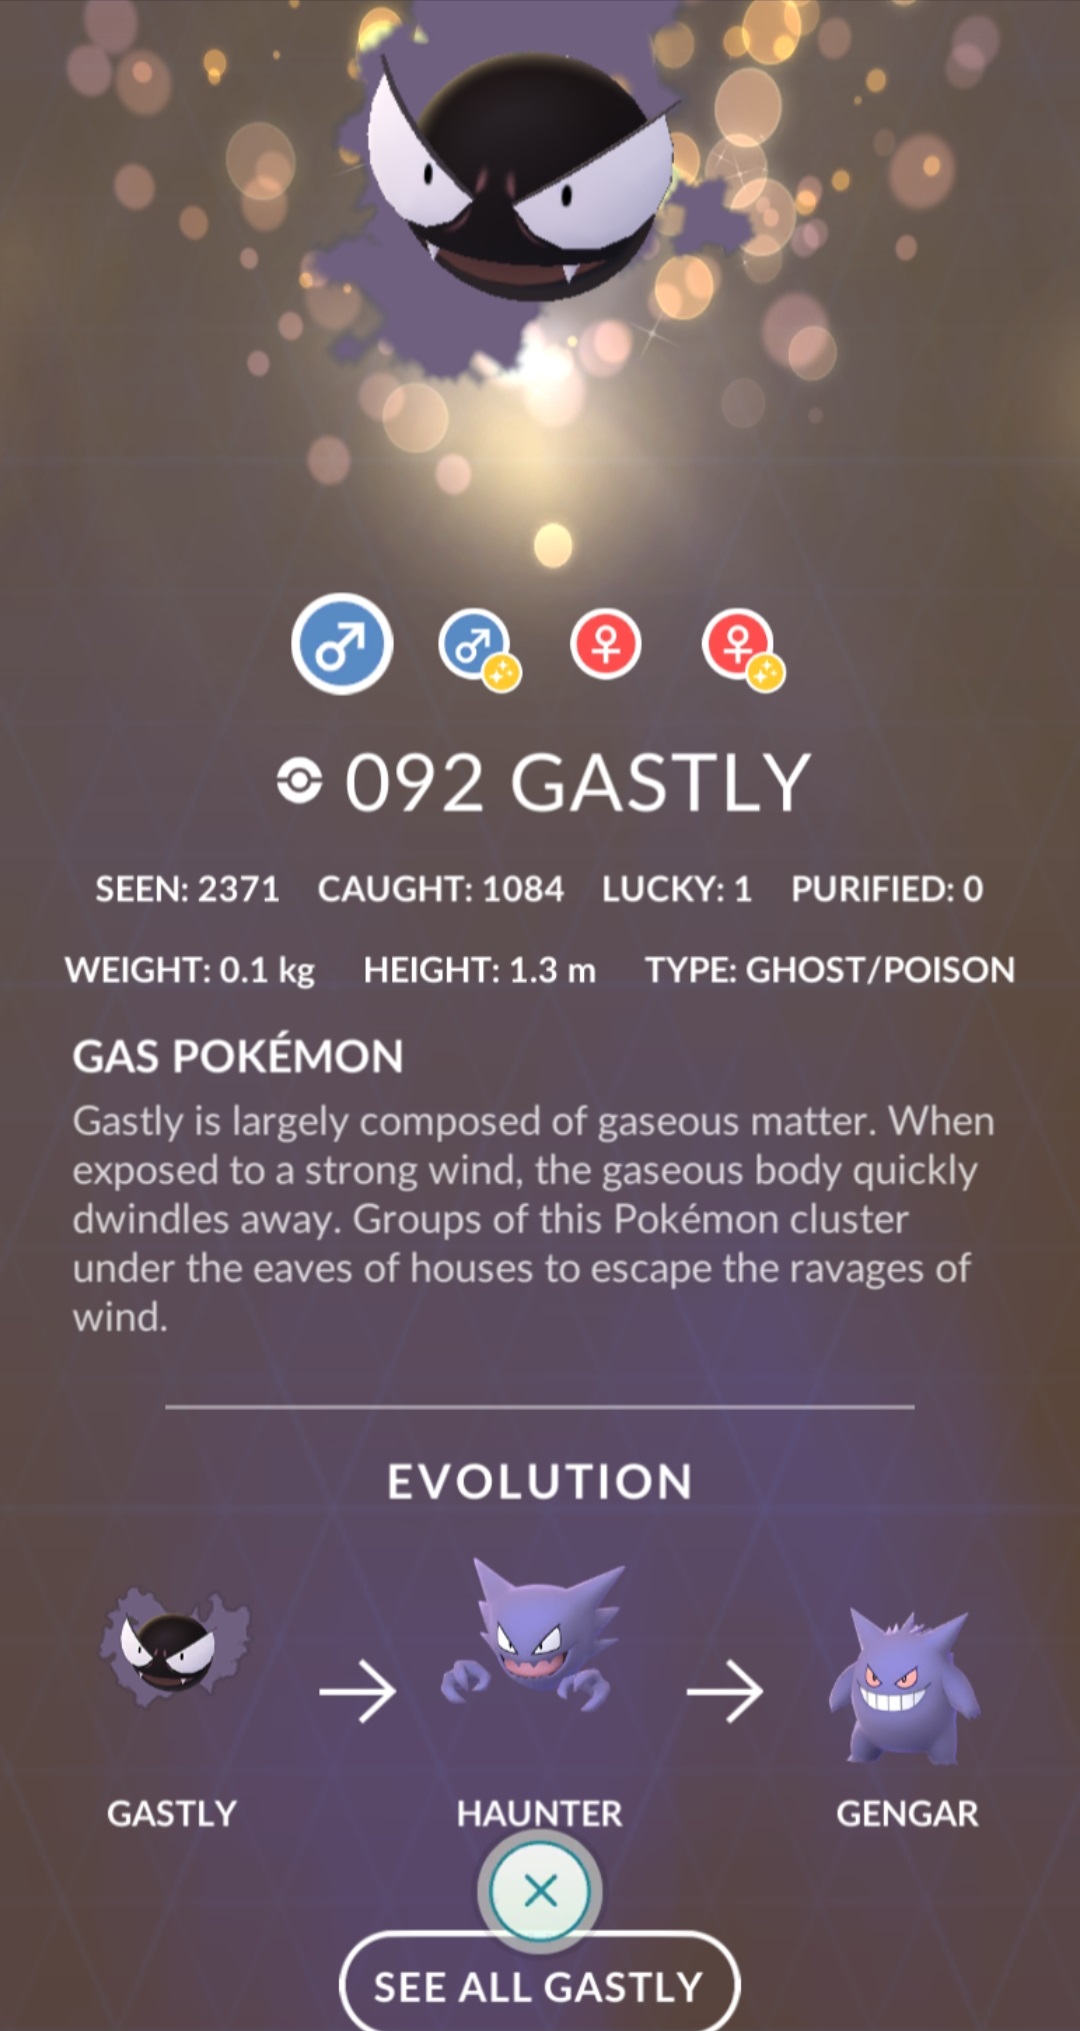 092 GASTLY
SEEN: 2371 CAUGHT: 1084 LUCKY: 1 PURIFIED: 0
WEIGHT: 0.1 kg HEIGHT: 1.3 m TYPE: GHOST/POISON
GAS POKÉMON
Gastly is largely composed of gaseous matter. When
exposed to a strong wind, the gaseous body quickly
dwindles away. Groups of this Pokémon cluster
under the eaves of houses to escape the ravages of
wind.
EVOLUTION
GASTLY HAUNTER GENGAR
SEE ALL GASTLY